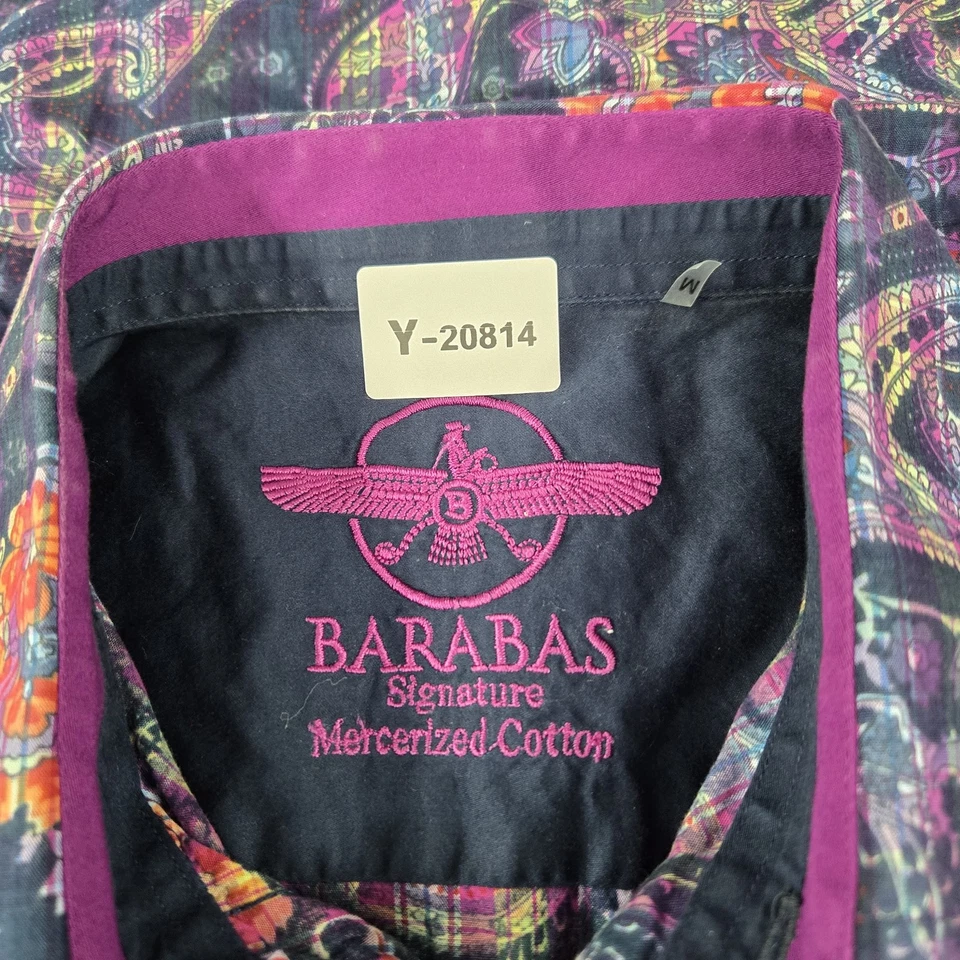 Y-20814
M
B
BARABAS
Signature
Mercerized Cotton